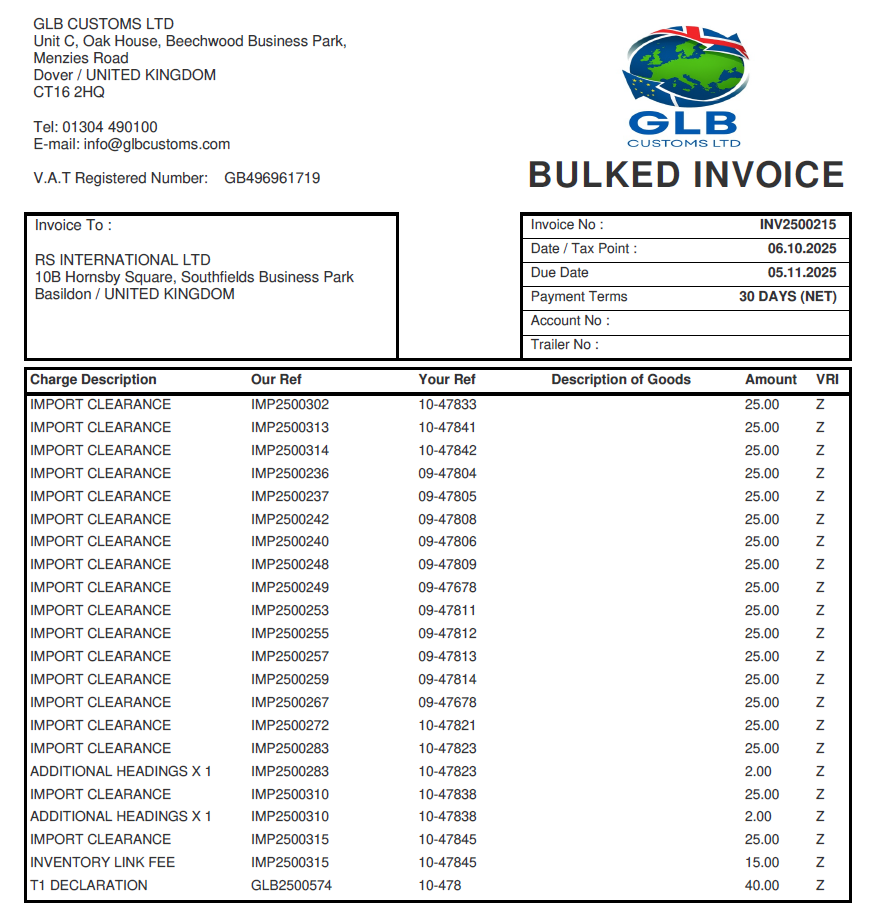 GLB CUSTOMS LTD
Unit C, Oak House, Beechwood Business Park,
Menzies Road
Dover / UNITED KINGDOM
CT16 2HQ
Tel: 01304 490100
E-mail: info@glbcustoms.com
V.A.T Registered Number: GB496961719
GLB
CUSTOMS LTD
BULKED INVOICE
Invoice To :
RS INTERNATIONAL LTD
10B Hornsby Square, Southfields Business Park
Basildon / UNITED KINGDOM
Invoice No : INV2500215
Date / Tax Point : 06.10.2025
Due Date 05.11.2025
Payment Terms 30 DAYS (NET)
Account No :
Trailer No :
Charge Description Our Ref Your Ref Description of Goods Amount VRI
IMPORT CLEARANCE IMP2500302 10-47833 25.00 Z
IMPORT CLEARANCE IMP2500313 10-47841 25.00 Z
IMPORT CLEARANCE IMP2500314 10-47842 25.00 Z
IMPORT CLEARANCE IMP2500236 09-47804 25.00 Z
IMPORT CLEARANCE IMP2500237 09-47805 25.00 Z
IMPORT CLEARANCE IMP2500242 09-47808 25.00 Z
IMPORT CLEARANCE IMP2500240 09-47806 25.00 Z
IMPORT CLEARANCE IMP2500248 09-47809 25.00 Z
IMPORT CLEARANCE IMP2500249 09-47678 25.00 Z
IMPORT CLEARANCE IMP2500253 09-47811 25.00 Z
IMPORT CLEARANCE IMP2500255 09-47812 25.00 Z
IMPORT CLEARANCE IMP2500257 09-47813 25.00 Z
IMPORT CLEARANCE IMP2500259 09-47814 25.00 Z
IMPORT CLEARANCE IMP2500267 09-47678 25.00 Z
IMPORT CLEARANCE IMP2500272 10-47821 25.00 Z
IMPORT CLEARANCE IMP2500283 10-47823 25.00 Z
ADDITIONAL HEADINGS X 1 IMP2500283 10-47823 2.00 Z
IMPORT CLEARANCE IMP2500310 10-47838 25.00 Z
ADDITIONAL HEADINGS X 1 IMP2500310 10-47838 2.00 Z
IMPORT CLEARANCE IMP2500315 10-47845 25.00 Z
INVENTORY LINK FEE IMP2500315 10-47845 15.00 Z
T1 DECLARATION GLB2500574 10-478 40.00 Z